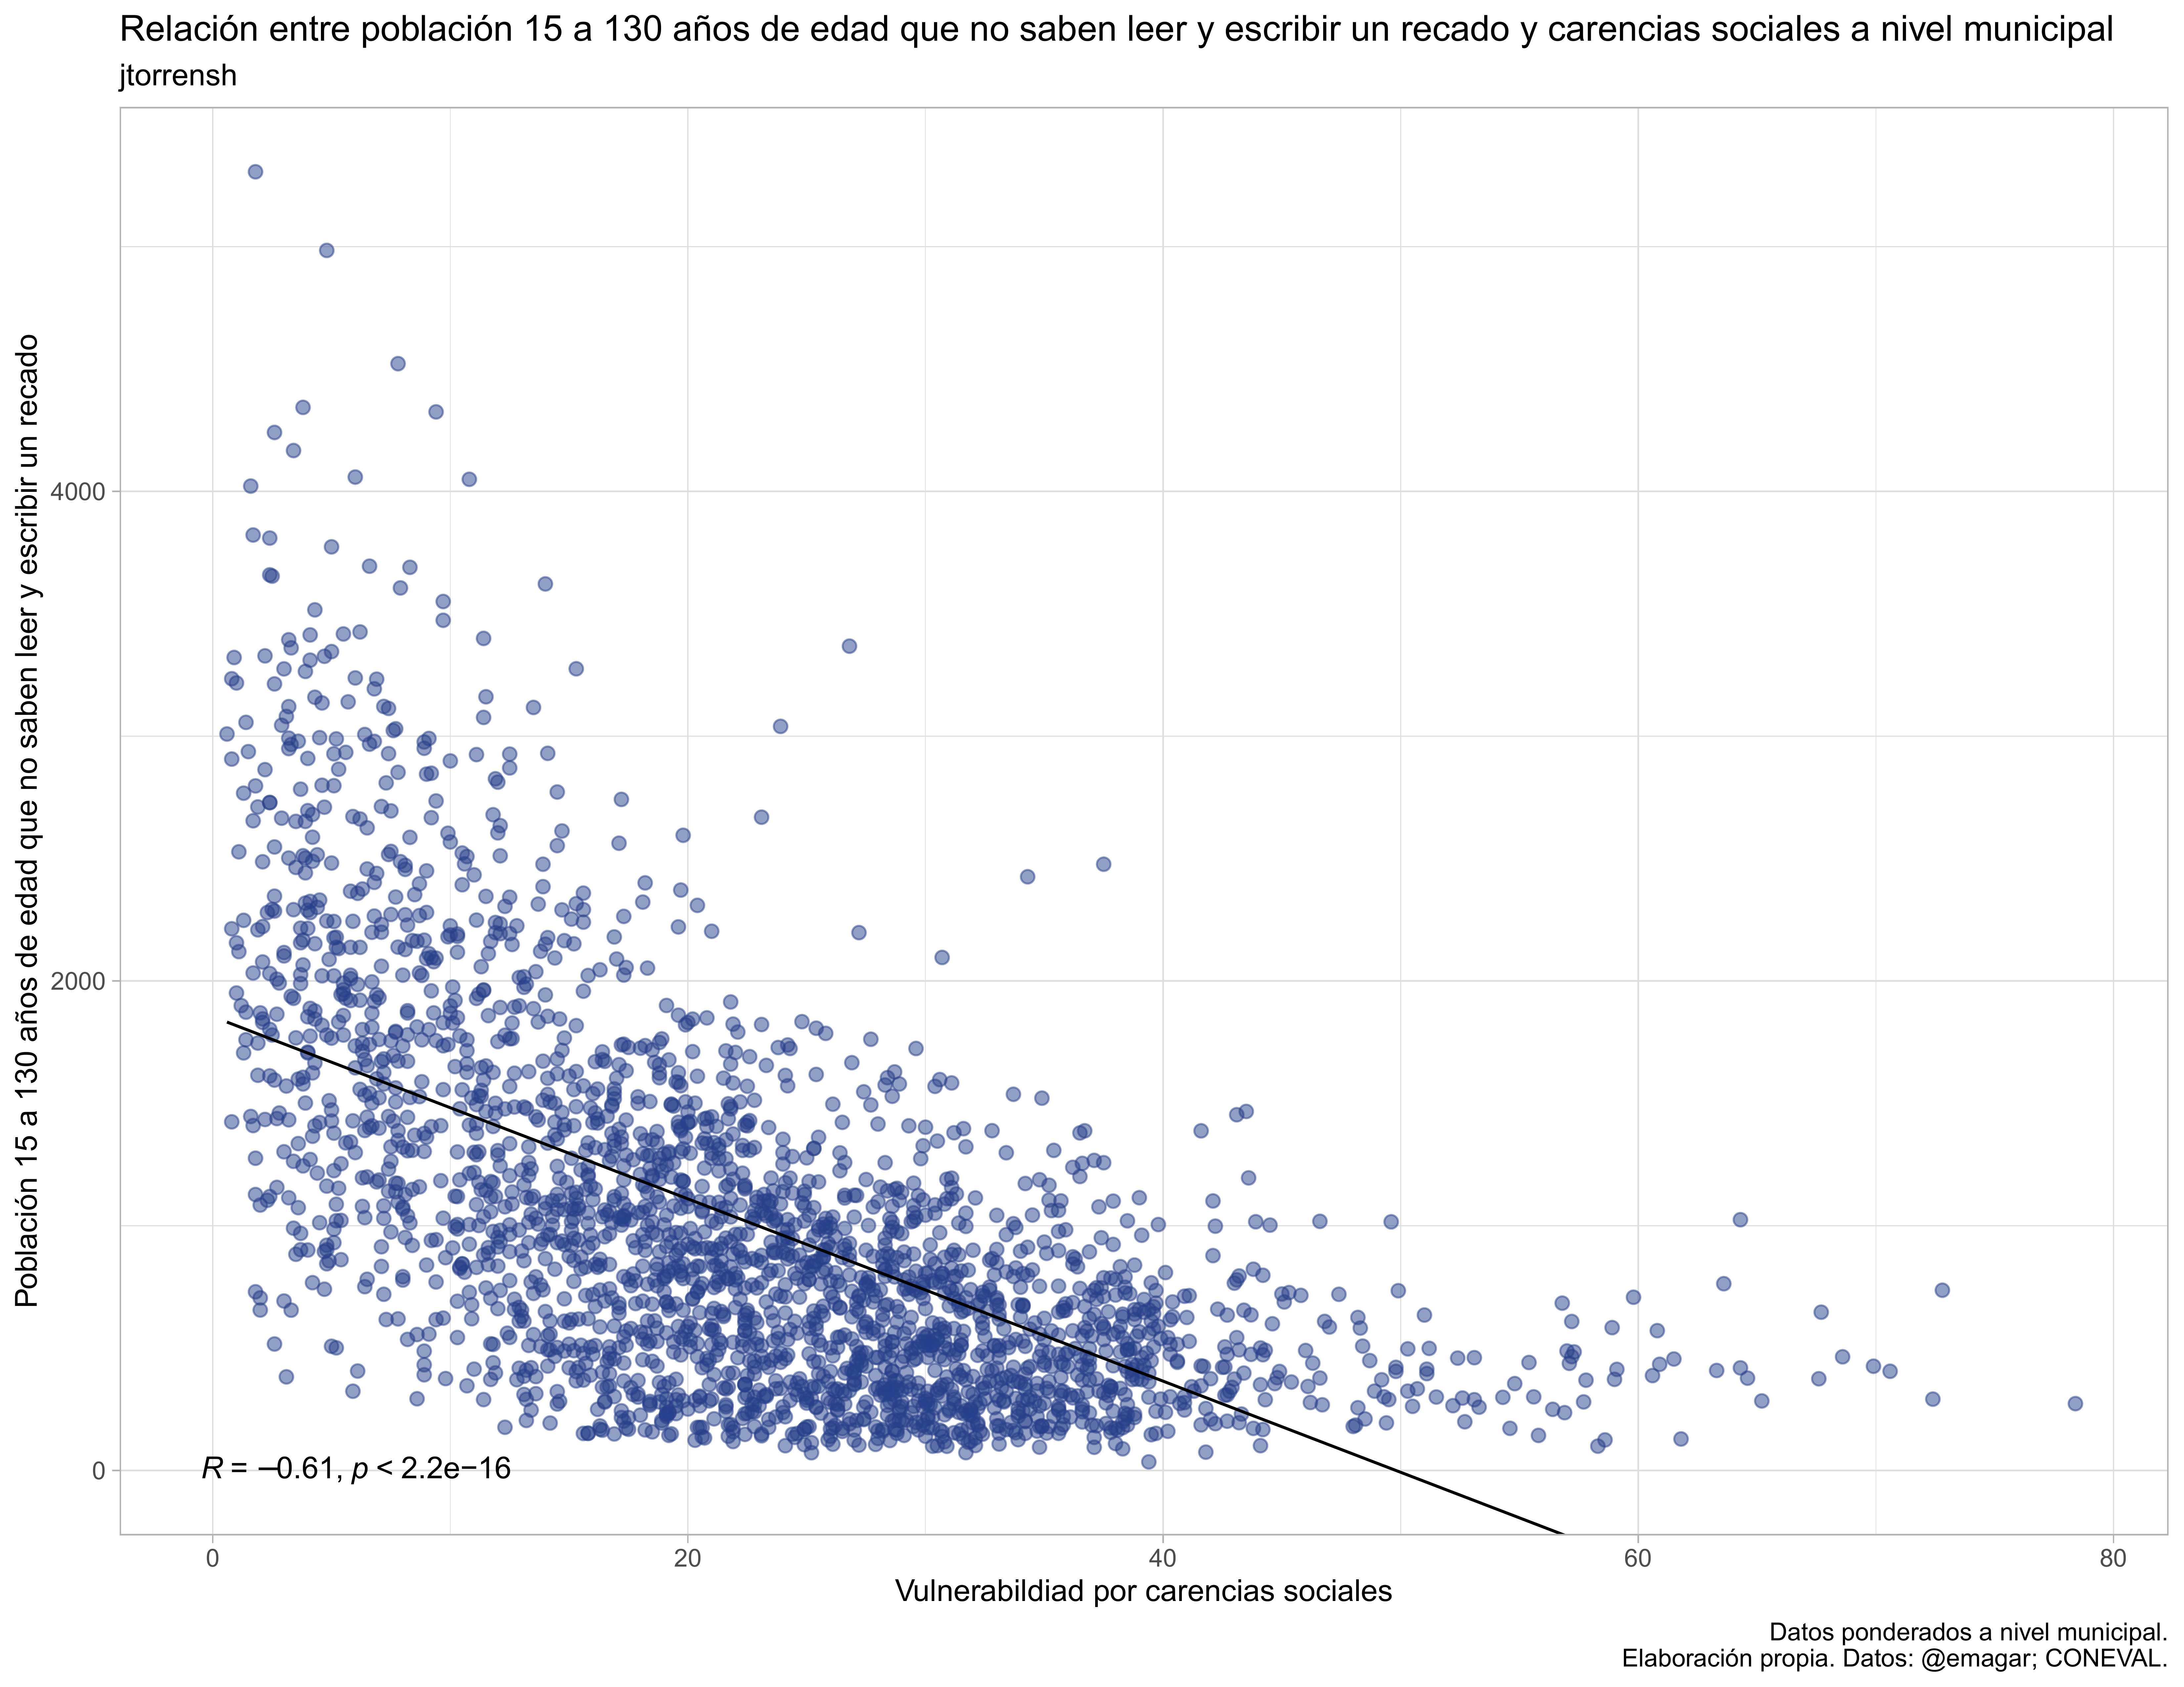 Relación entre población 15 a 130 años de edad que no saben leer y escribir un recado y carencias sociales a nivel municipal
jtorrensh
Población 15 a 130 años de edad que no saben leer y escribir un recado
4000
2000
0
R = −0.61, p < 2.2e−16
0 20 40 60 80
Vulnerabildiad por carencias sociales
Datos ponderados a nivel municipal.
Elaboración propia. Datos: @emagar; CONEVAL.